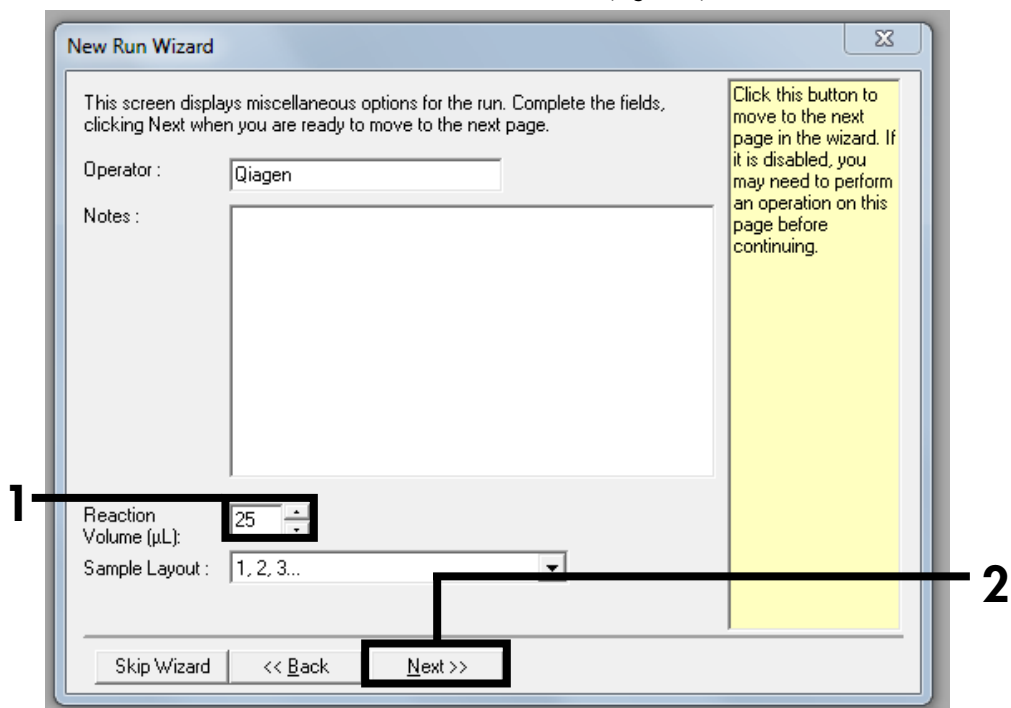 New Run Wizard
This screen displays miscellaneous options for the run. Complete the fields,
clicking Next when you are ready to move to the next page.
Click this button to
move to the next
page in the wizard. If
it is disabled, you
may need to perform
an operation on this
page before
continuing.
Operator :
Qiagen
Notes :
1
Reaction
Volume (µL):
25
Sample Layout :
1, 2, 3...
2
Skip Wizard
<< Back
Next >>